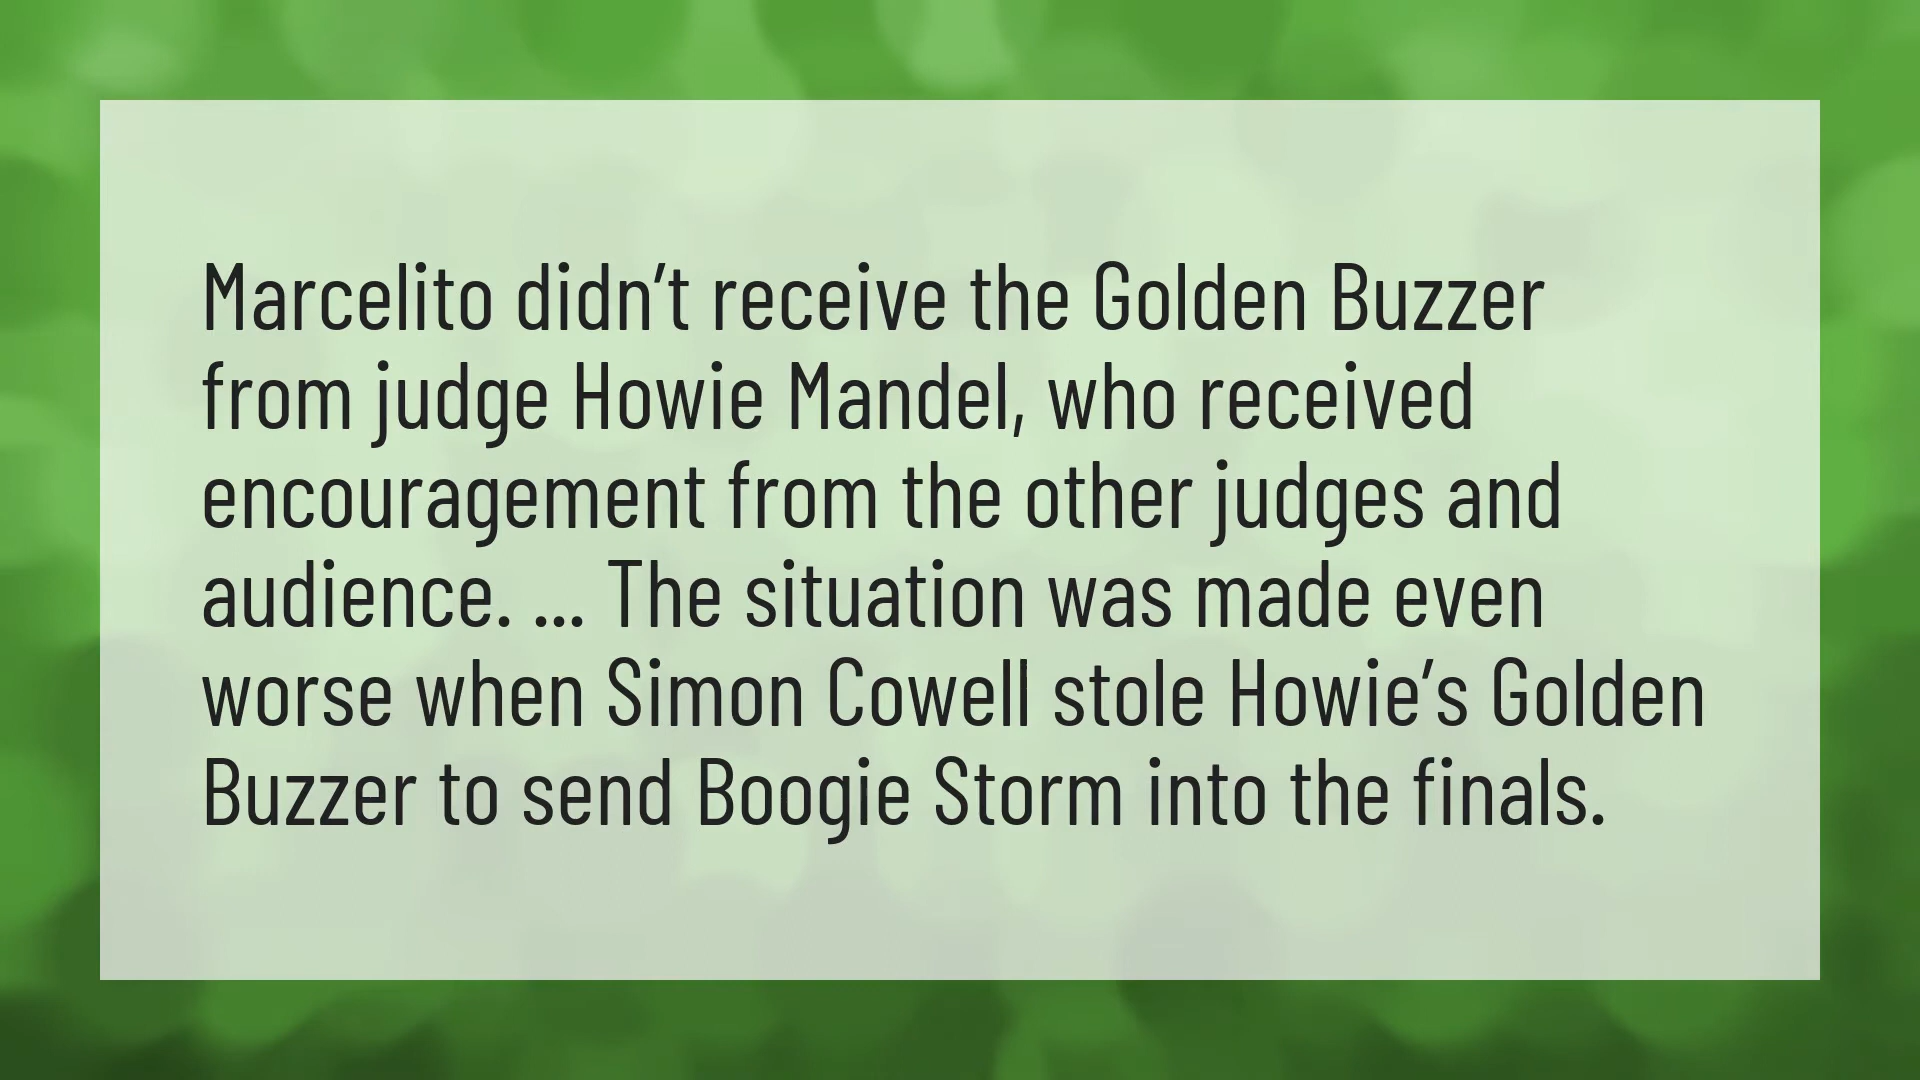 Marcelito didn’t receive the Golden Buzzer
from judge Howie Mandel, who received
encouragement from the other judges and
audience. ... The situation was made even
worse when Simon Cowell stole Howie’s Golden
Buzzer to send Boogie Storm into the finals.